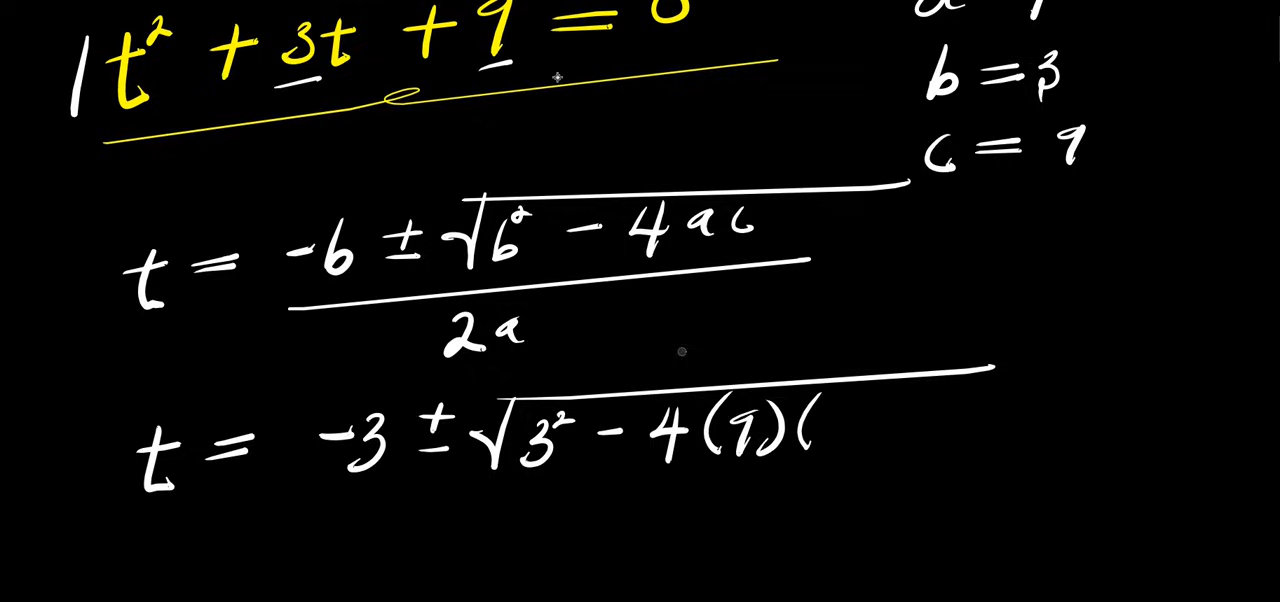 1t² + 3t + 9 = 0
b = 3
c = 9
t = (-b ± √(b² - 4ac)) / 2a
t = -3 ± √(3² - 4(9)(